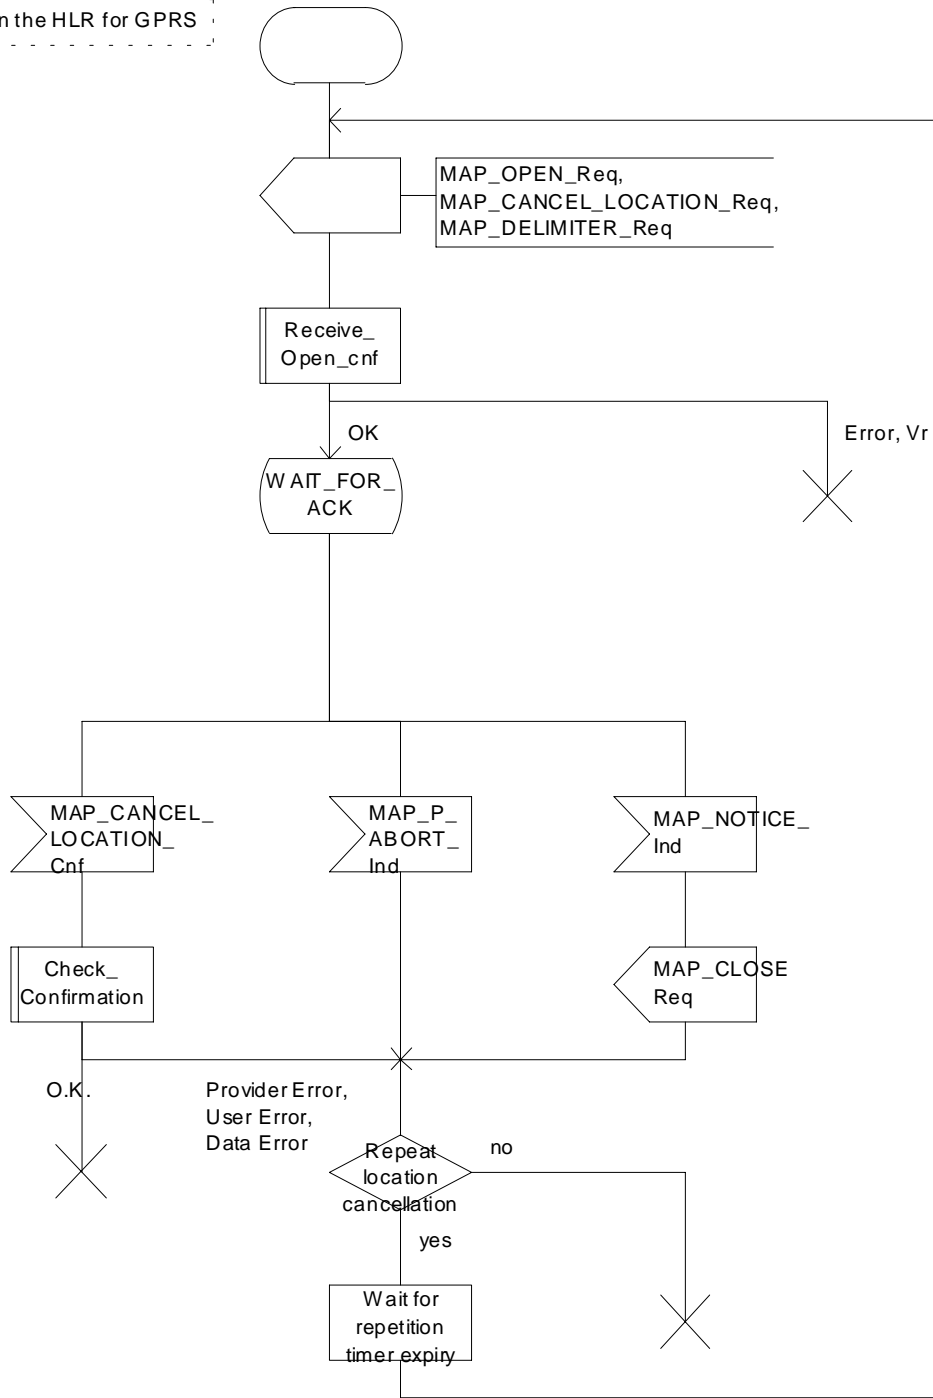 n the HLR for GPRS
MAP_OPEN_Req,
MAP_CANCEL_LOCATION_Req,
MAP_DELIMITER_Req
Receive_
Open_cnf
OK
Error, Vr
WAIT_FOR_
ACK
MAP_CANCEL_
LOCATION_
Cnf
MAP_P_
ABORT_
Ind
MAP_NOTICE_
Ind
Check_
Confirmation
MAP_CLOSE
Req
O.K.
Provider Error,
User Error,
Data Error
Repeat
location
cancellation
no
yes
Wait for
repetition
timer expiry